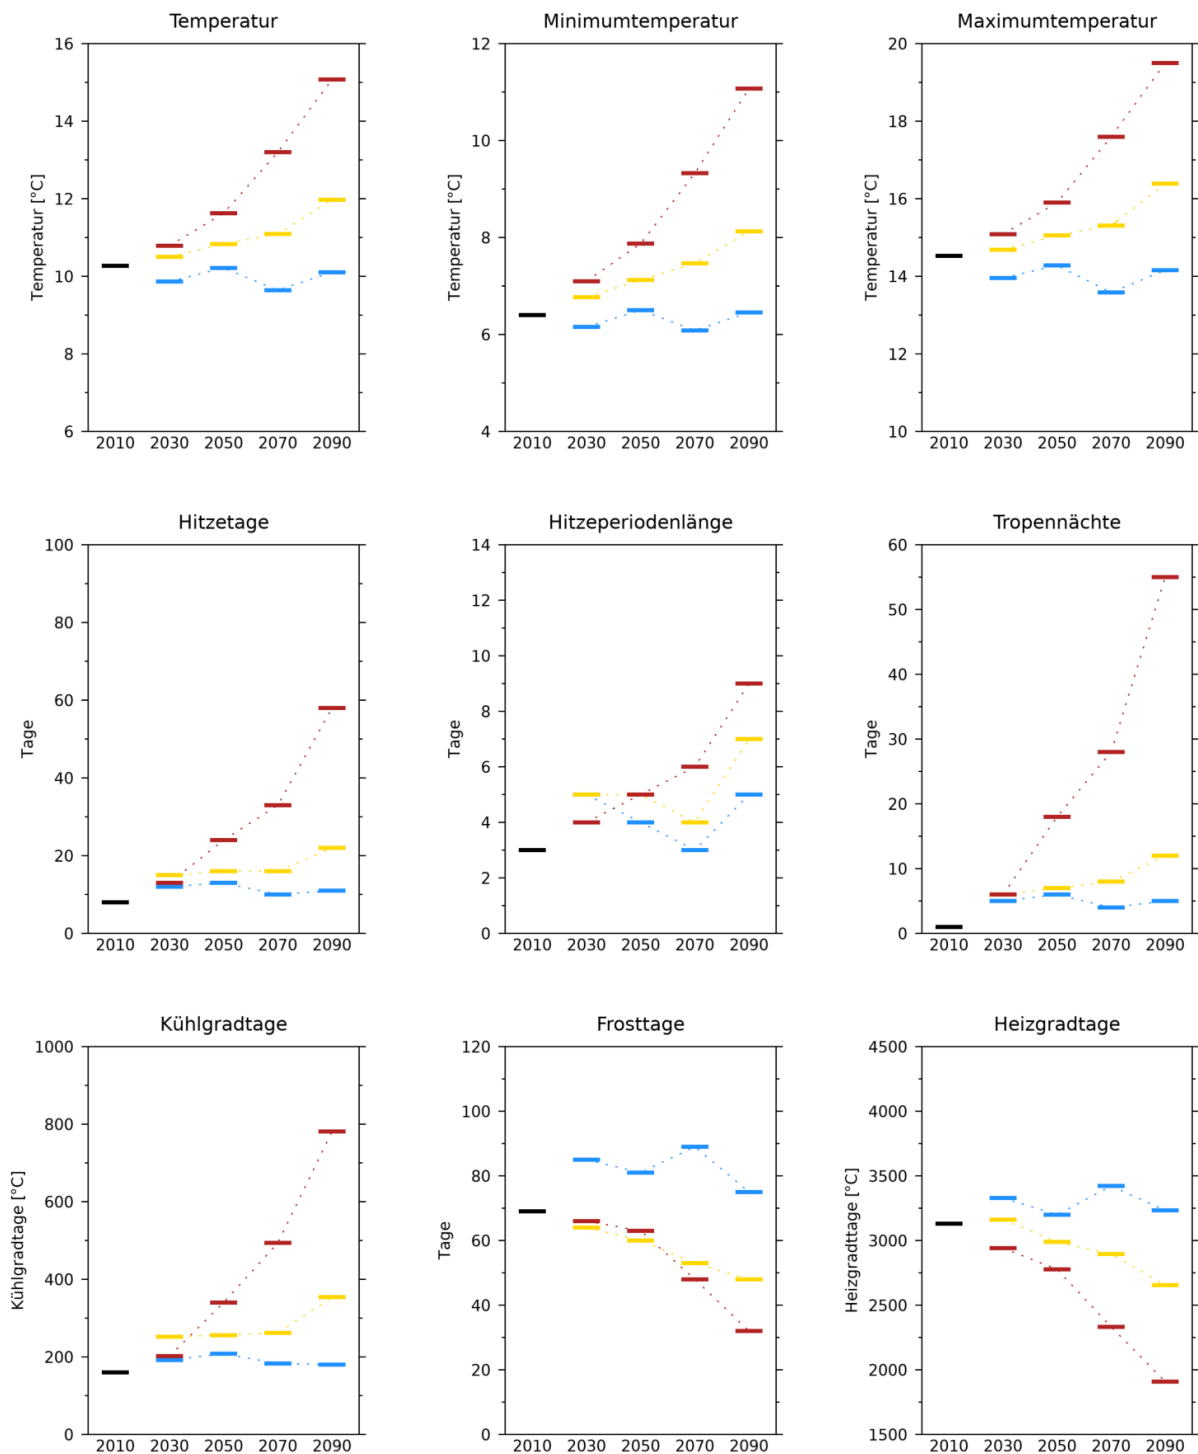 Temperatur
Temperatur [°C]
16
14
12
10
8
6
2010 2030 2050 2070 2090
Minimumtemperatur
Temperatur [°C]
12
10
8
6
4
2010 2030 2050 2070 2090
Maximumtemperatur
Temperatur [°C]
20
18
16
14
12
10
2010 2030 2050 2070 2090
Hitzetage
Tage
100
80
60
40
20
0
2010 2030 2050 2070 2090
Hitzeperiodenlänge
Tage
14
12
10
8
6
4
2
0
2010 2030 2050 2070 2090
Tropennächte
Tage
60
50
40
30
20
10
0
2010 2030 2050 2070 2090
Kühlgradtage
Kühlgradtage [°C]
1000
800
600
400
200
0
2010 2030 2050 2070 2090
Frosttage
Tage
120
100
80
60
40
20
0
2010 2030 2050 2070 2090
Heizgradtage
Heizgradttage [°C]
4500
4000
3500
3000
2500
2000
1500
2010 2030 2050 2070 2090